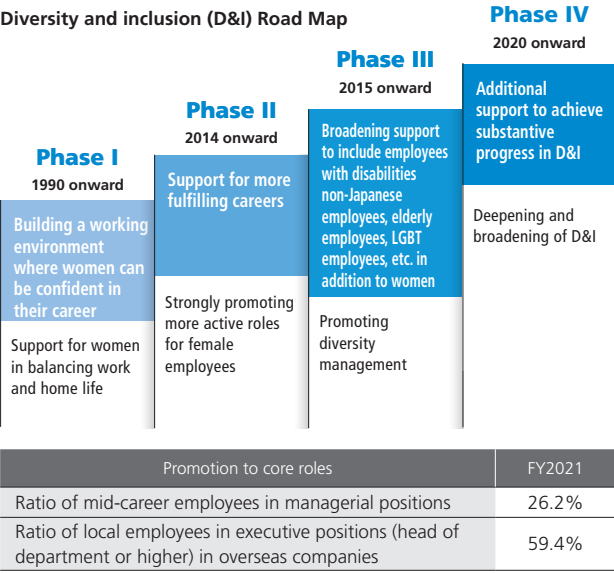 Diversity and inclusion (D&I) Road Map
Phase I
1990 onward
Building a working
environment
where women can
be confident in
their career
Support for women
in balancing work
and home life
Phase II
2014 onward
Support for more
fulfilling careers
Strongly promoting
more active roles
for female
employees
Phase III
2015 onward
Broadening support
to include employees
with disabilities
non-Japanese
employees, elderly
employees, LGBT
employees, etc. in
addition to women
Promoting
diversity
management
Phase IV
2020 onward
Additional
support to achieve
substantive
progress in D&I
Deepening and
broadening of D&I
Promotion to core roles FY2021
Ratio of mid-career employees in managerial positions 26.2%
Ratio of local employees in executive positions (head of
department or higher) in overseas companies 59.4%